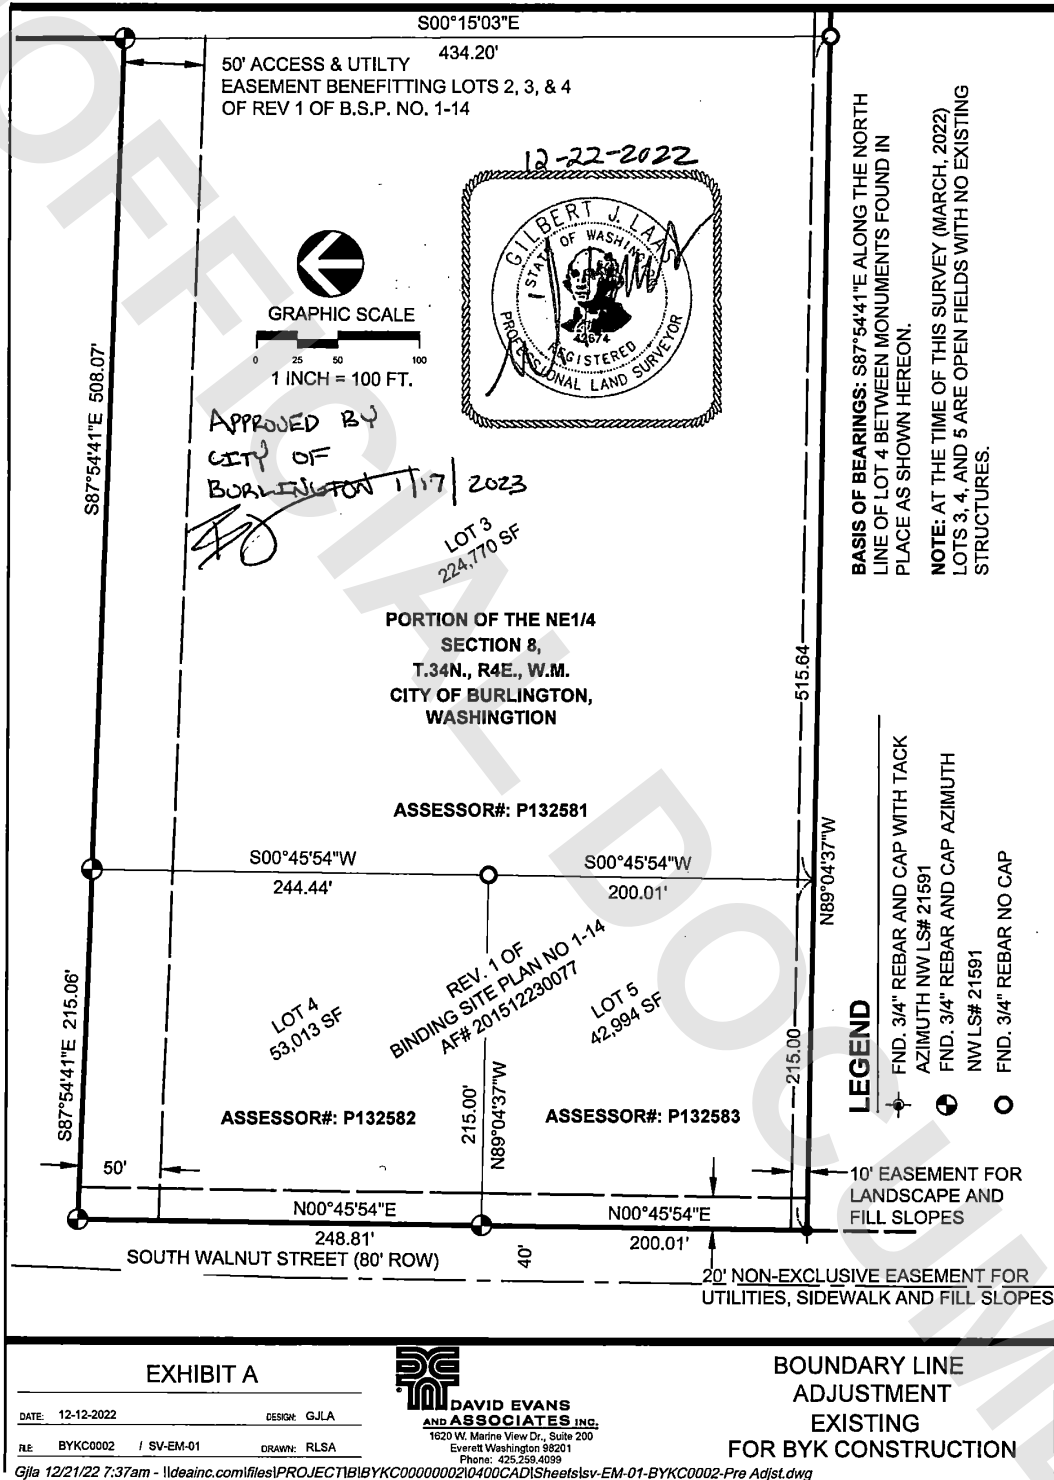 S00°15'03"E
434.20'
50' ACCESS & UTILTY
EASEMENT BENEFITTING LOTS 2, 3, & 4
OF REV 1 OF B.S.P. NO. 1-14
12-22-2022
GILBERT J. LAAS
STATE OF WASHINGTON
42674
REGISTERED
PROFESSIONAL LAND SURVEYOR
GRAPHIC SCALE
0 25 50 100
1 INCH = 100 FT.
APPROVED BY
CITY OF
BURLINGTON 1/17/2023
S87°54'41"E 508.07'
LOT 3
224,770 SF
PORTION OF THE NE1/4
SECTION 8,
T.34N., R4E., W.M.
CITY OF BURLINGTON,
WASHINGTION
ASSESSOR#: P132581
515.64
N89°04'37"W
BASIS OF BEARINGS: S87°54'41"E ALONG THE NORTH
LINE OF LOT 4 BETWEEN MONUMENTS FOUND IN
PLACE AS SHOWN HEREON.
NOTE: AT THE TIME OF THIS SURVEY (MARCH, 2022)
LOTS 3, 4, AND 5 ARE OPEN FIELDS WITH NO EXISTING
STRUCTURES.
S00°45'54"W
244.44'
S00°45'54"W
200.01'
REV. 1 OF
BINDING SITE PLAN NO 1-14
AF# 201512230077
LOT 4
53,013 SF
LOT 5
42,994 SF
S87°54'41"E 215.06'
ASSESSOR#: P132582
215.00'
N89°04'37"W
ASSESSOR#: P132583
215.00
LEGEND
FND. 3/4" REBAR AND CAP WITH TACK
AZIMUTH NW LS# 21591
FND. 3/4" REBAR AND CAP AZIMUTH
NW LS# 21591
FND. 3/4" REBAR NO CAP
50'
10' EASEMENT FOR
LANDSCAPE AND
FILL SLOPES
N00°45'54"E
248.81'
N00°45'54"E
200.01'
SOUTH WALNUT STREET (80' ROW)
40'
20' NON-EXCLUSIVE EASEMENT FOR
UTILITIES, SIDEWALK AND FILL SLOPES
EXHIBIT A
DATE: 12-12-2022 DESIGN: GJLA
FILE: BYKC0002 / SV-EM-01 DRAWN: RLSA
DAVID EVANS
AND ASSOCIATES INC.
1620 W. Marine View Dr., Suite 200
Everett Washington 98201
Phone: 425.259.4099
BOUNDARY LINE
ADJUSTMENT
EXISTING
FOR BYK CONSTRUCTION
Gjla 12/21/22 7:37am - \\deainc.com\files\PROJECT\B\BYKC00000002\0400CAD\Sheets\sv-EM-01-BYKC0002-Pre Adjst.dwg